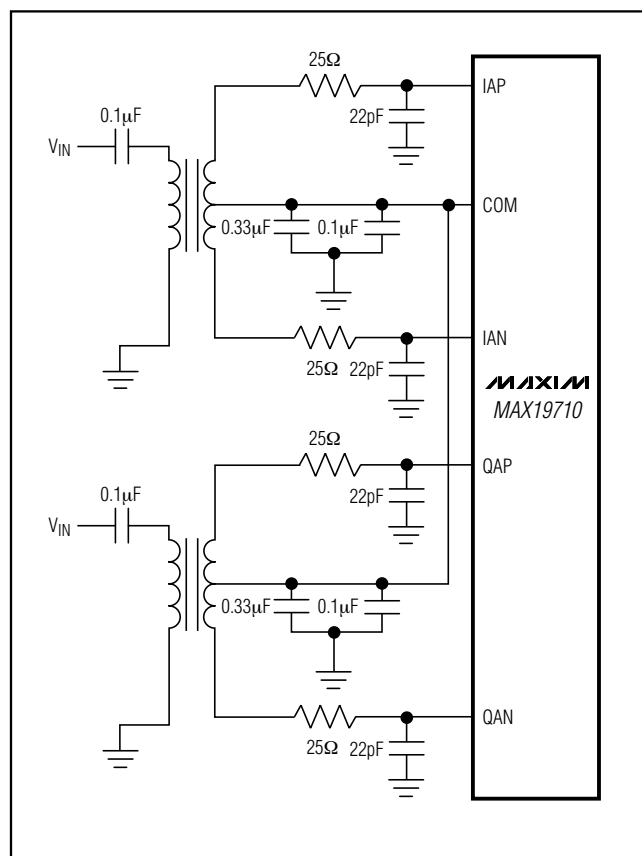 25Ω
IAP
0.1μF
22pF
VIN
COM
0.33μF
0.1μF
IAN
25Ω
22pF
MAXIM
MAX19710
25Ω
QAP
0.1μF
22pF
VIN
0.33μF
0.1μF
QAN
25Ω
22pF